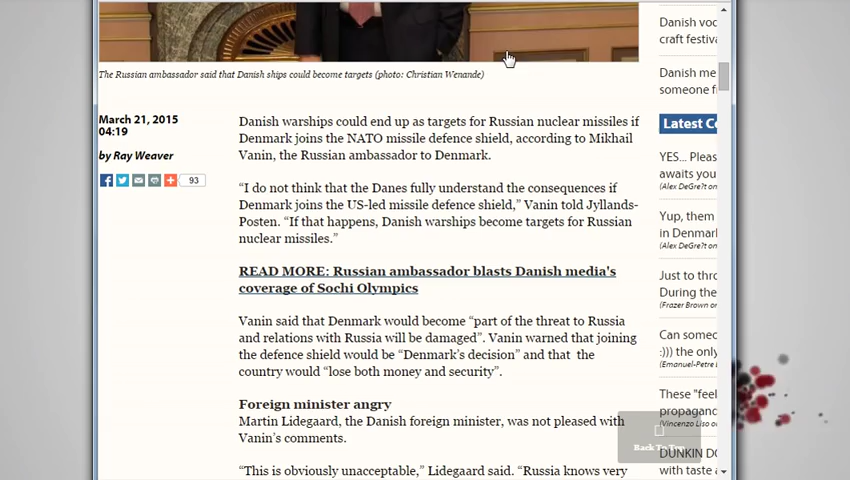 The Russian ambassador said that Danish ships could become targets (photo: Christian Wenande)
March 21, 2015
04:19
by Ray Weaver
93
Danish warships could end up as targets for Russian nuclear missiles if
Denmark joins the NATO missile defence shield, according to Mikhail
Vanin, the Russian ambassador to Denmark.
“I do not think that the Danes fully understand the consequences if
Denmark joins the US-led missile defence shield,” Vanin told Jyllands-
Posten. “If that happens, Danish warships become targets for Russian
nuclear missiles.”
READ MORE: Russian ambassador blasts Danish media's
coverage of Sochi Olympics
Vanin said that Denmark would become “part of the threat to Russia
and relations with Russia will be damaged”. Vanin warned that joining
the defence shield would be “Denmark’s decision” and that the
country would “lose both money and security”.
Foreign minister angry
Martin Lidegaard, the Danish foreign minister, was not pleased with
Vanin’s comments.
“This is obviously unacceptable,” Lidegaard said. “Russia knows very
Back To Top
Danish voc
craft festiva
Danish me
someone f
Latest Co
YES... Pleas
awaits you
(Alex DeGre?t on
Yup, them
in Denmar
(Alex DeGre?t on
Just to thro
During the
(Frazer Brown or
Can somec
:))) the only
(Emanuel-Petre
These "feel
propagand
(Vincenzo Liso o
DUNKIN DO
with taste a